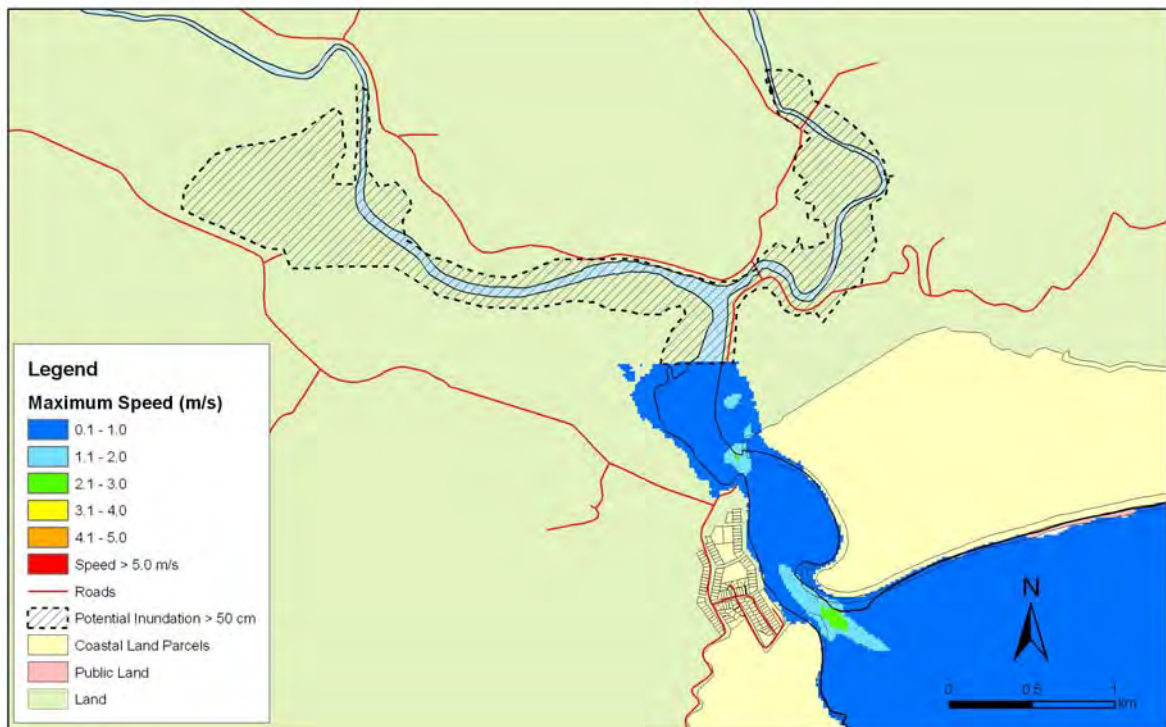 Legend
Maximum Speed (m/s)
0.1 - 1.0
1.1 - 2.0
2.1 - 3.0
3.1 - 4.0
4.1 - 5.0
Speed > 5.0 m/s
Roads
Potential Inundation > 50 cm
Coastal Land Parcels
Public Land
Land
N
0 0.5 1
km